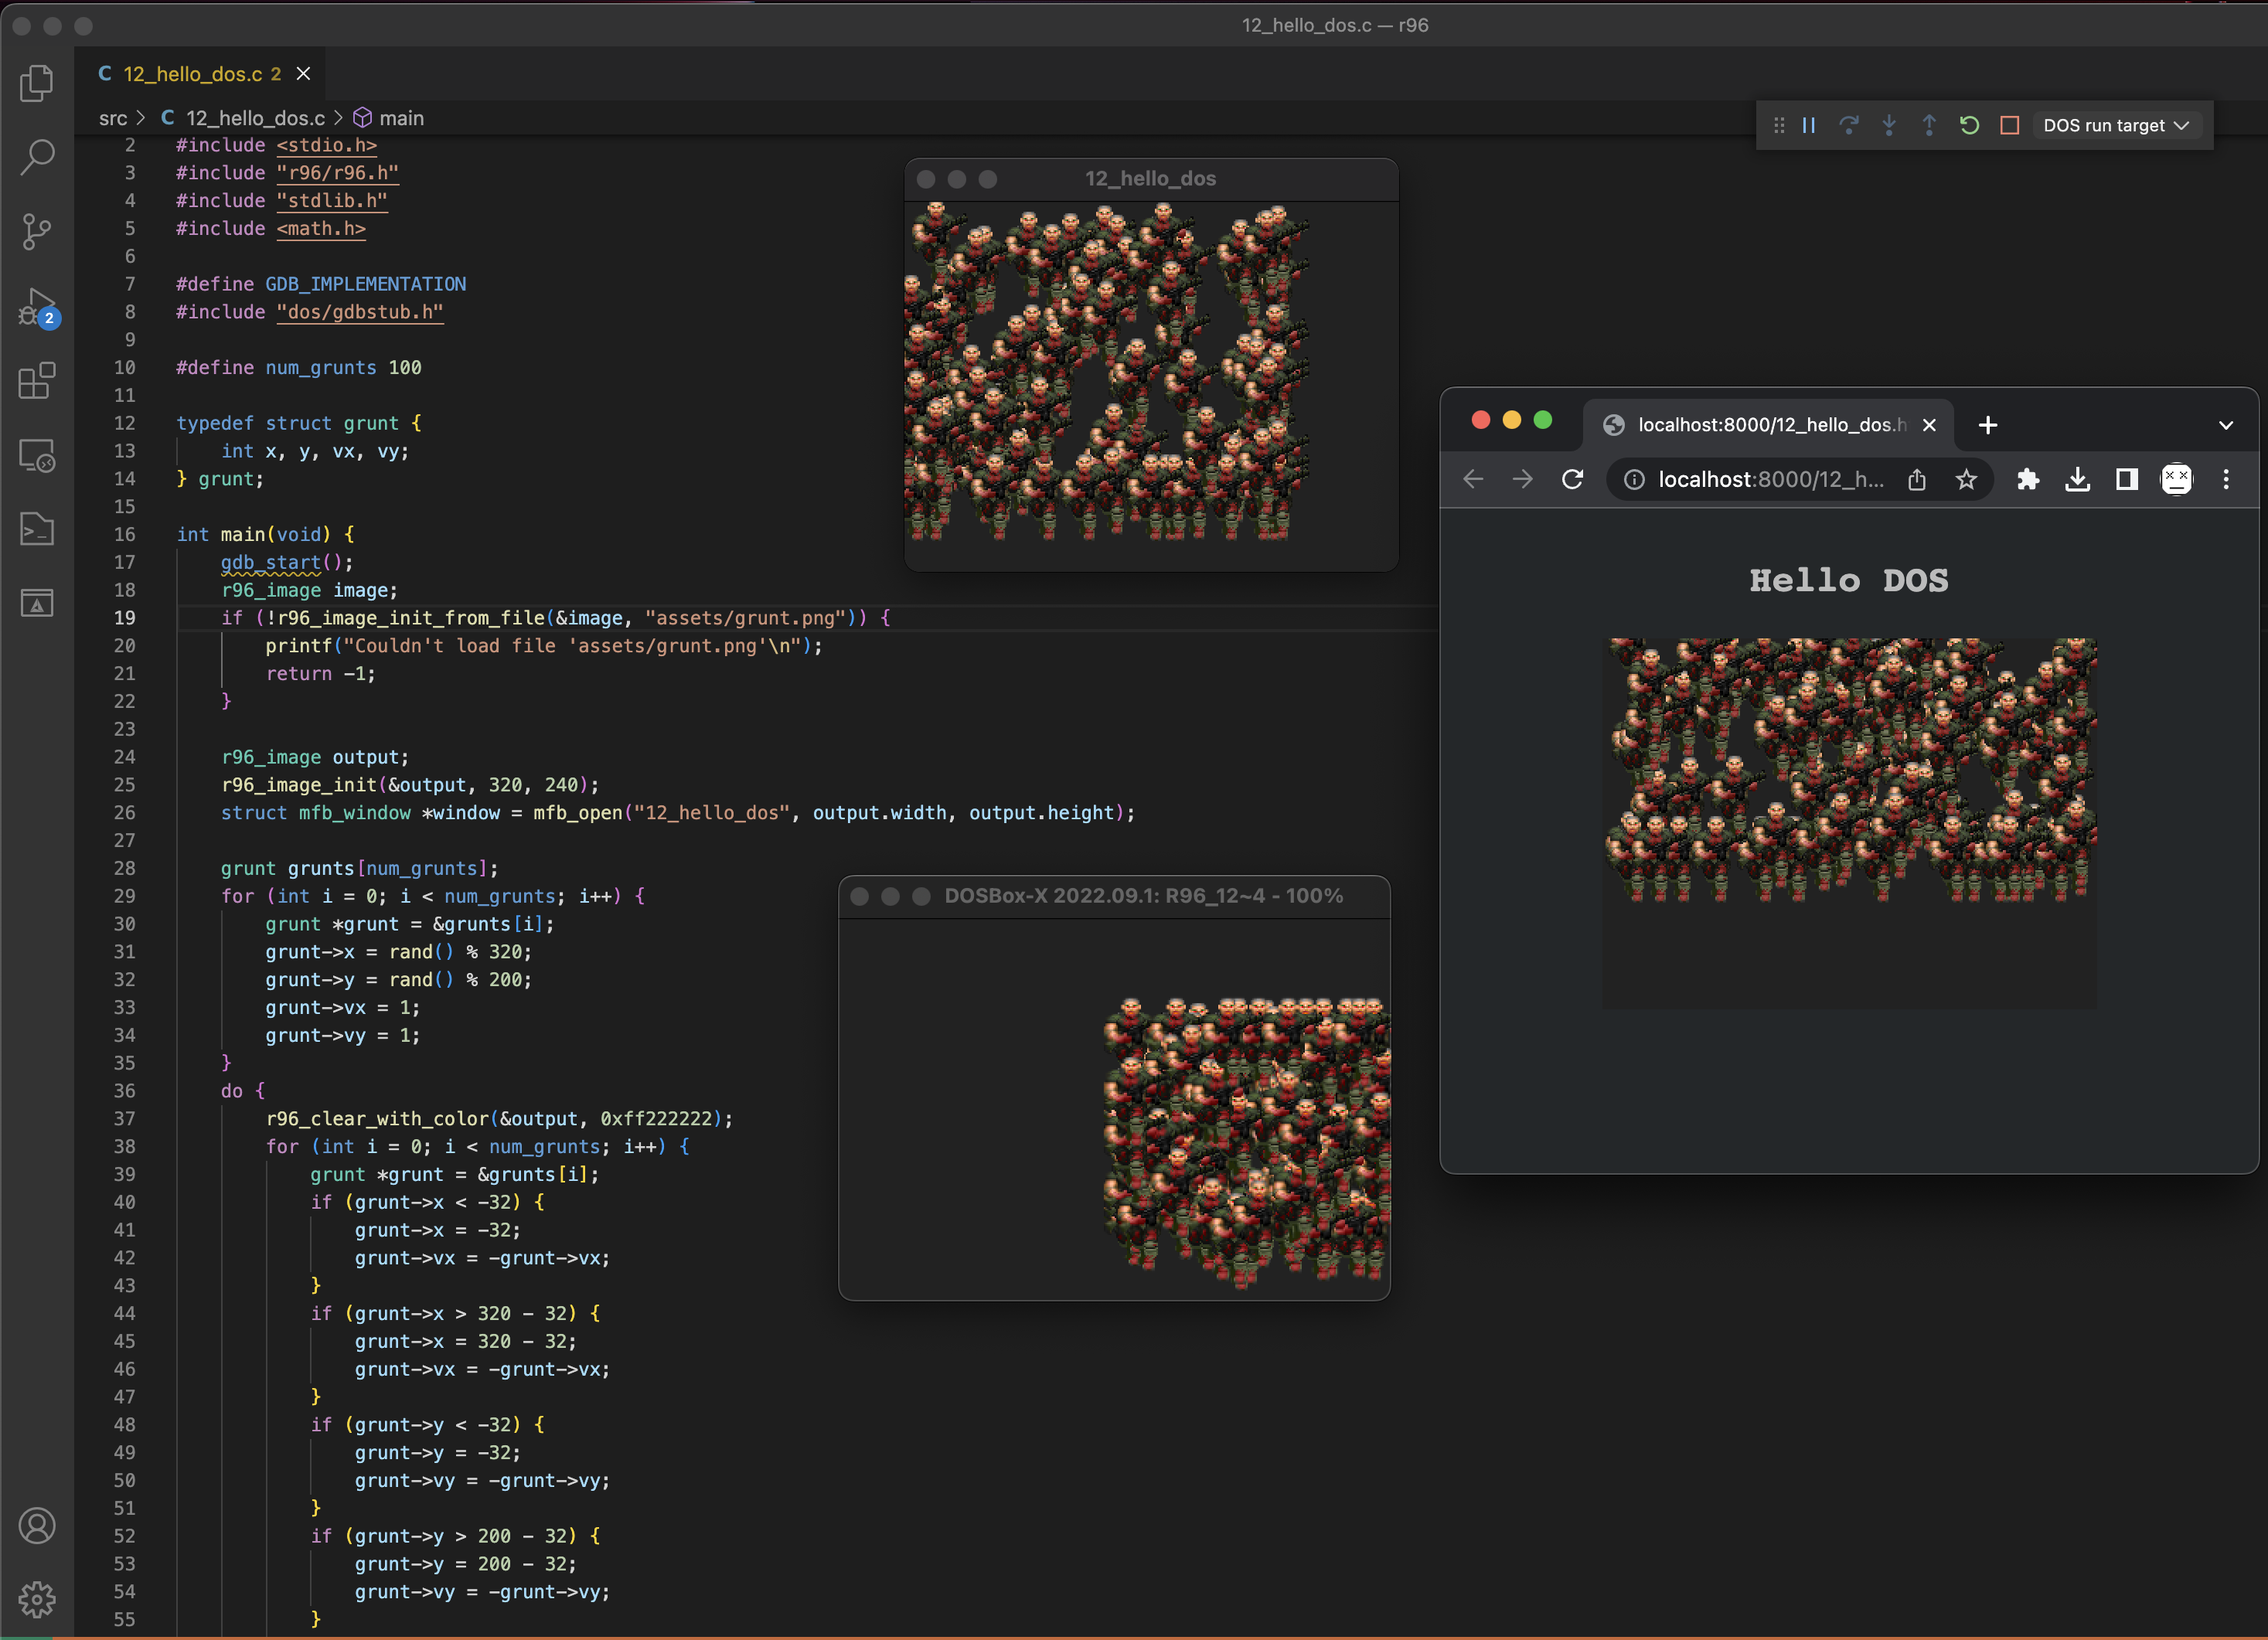 12_hello_dos.c — r96
C 12_hello_dos.c 2
src > C 12_hello_dos.c > main
DOS run target
2 #include <stdio.h>
3 #include "r96/r96.h"
4 #include "stdlib.h"
5 #include <math.h>
6
7 #define GDB_IMPLEMENTATION
8 #include "dos/gdbstub.h"
9
10 #define num_grunts 100
11
12 typedef struct grunt {
13 int x, y, vx, vy;
14 } grunt;
15
16 int main(void) {
17 gdb_start();
18 r96_image image;
19 if (!r96_image_init_from_file(&image, "assets/grunt.png")) {
20 printf("Couldn't load file 'assets/grunt.png'\n");
21 return -1;
22 }
23
24 r96_image output;
25 r96_image_init(&output, 320, 240);
26 struct mfb_window *window = mfb_open("12_hello_dos", output.width, output.height);
27
28 grunt grunts[num_grunts];
29 for (int i = 0; i < num_grunts; i++) {
30 grunt *grunt = &grunts[i];
31 grunt->x = rand() % 320;
32 grunt->y = rand() % 200;
33 grunt->vx = 1;
34 grunt->vy = 1;
35 }
36 do {
37 r96_clear_with_color(&output, 0xff222222);
38 for (int i = 0; i < num_grunts; i++) {
39 grunt *grunt = &grunts[i];
40 if (grunt->x < -32) {
41 grunt->x = -32;
42 grunt->vx = -grunt->vx;
43 }
44 if (grunt->x > 320 - 32) {
45 grunt->x = 320 - 32;
46 grunt->vx = -grunt->vx;
47 }
48 if (grunt->y < -32) {
49 grunt->y = -32;
50 grunt->vy = -grunt->vy;
51 }
52 if (grunt->y > 200 - 32) {
53 grunt->y = 200 - 32;
54 grunt->vy = -grunt->vy;
55 }
2
12_hello_dos
DOSBox-X 2022.09.1: R96_12~4 - 100%
localhost:8000/12_hello_dos.h
localhost:8000/12_h...
Hello DOS